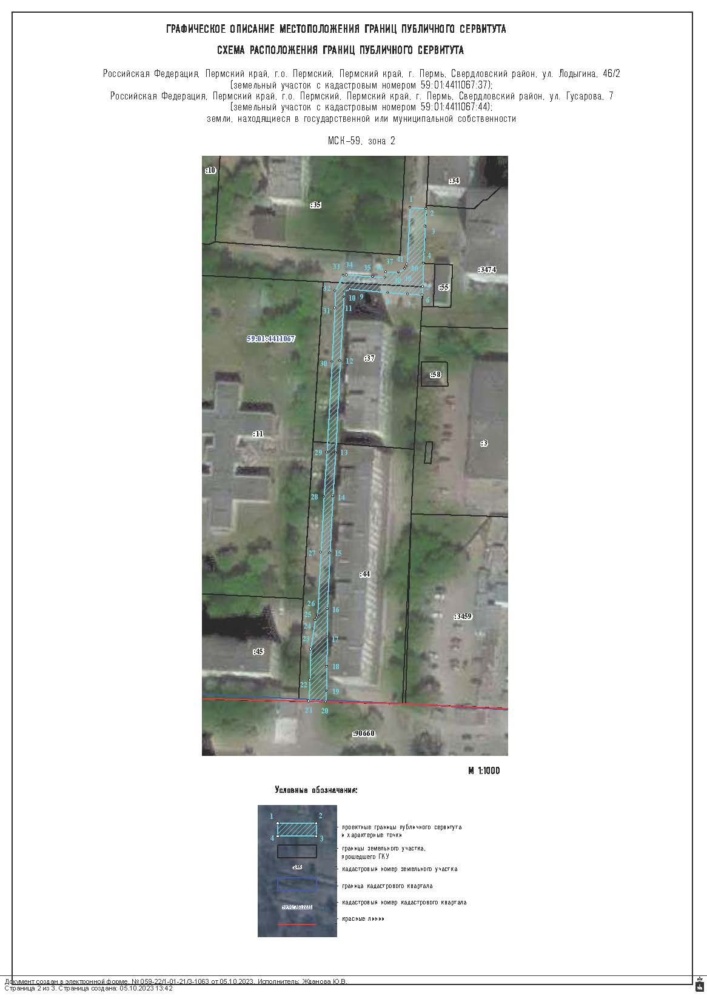 ГРАФИЧЕСКОЕ ОПИСАНИЕ МЕСТОПОЛОЖЕНИЯ ГРАНИЦ ПУБЛИЧНОГО СЕРВИТУТА
СХЕМА РАСПОЛОЖЕНИЯ ГРАНИЦ ПУБЛИЧНОГО СЕРВИТУТА
Российская Федерация, Пермский край, г.о. Пермский, Пермский край, г. Пермь, Свердловский район, ул. Лодыгина, 46/2
(земельный участок с кадастровым номером 59:01:4411067:37);
Российская Федерация, Пермский край, г.о. Пермский, Пермский край, г. Пермь, Свердловский район, ул. Гусарова, 7
(земельный участок с кадастровым номером 59:01:4411067:44);
земли, находящиеся в государственной или муниципальной собственности
МСК-59, зона 2
:10
:34
:35
1
2
3
4
33 34 35 36 37 41 40
:3474
39 38
32
5
:55
10 9 8 7 6
31 11
59:01:4411067
30 12
:37
:58
:11
:3
29 13
28 14
27 15
:44
26 16
25
:3459
24
23 17
:45
18
22 19
21 20
:90660
М 1:1000
Условные обозначения:
1 2
4 3
проектные границы публичного сервитута
и характерные точки
границы земельного участка,
прошедшего ГКУ
кадастровый номер земельного участка
граница кадастрового квартала
кадастровый номер кадастрового квартала
красные линии
Документ создан в электронной форме. № 059-22/1-01-21/3-1063 от 05.10.2023. Исполнитель: Жданова Ю.В.
Страница 2 из 3. Страница создана: 05.10.2023 13:42